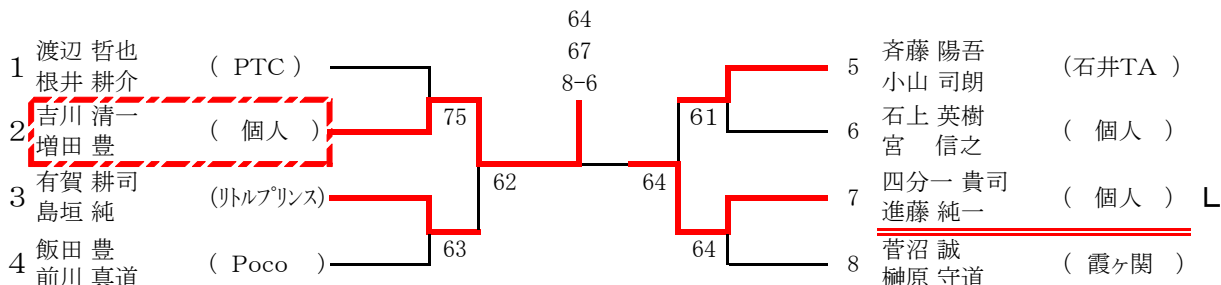 64
67
8-6
1 渡辺 哲也
根井 耕介
( PTC )
2 吉川 清一
増田 豊
( 個人 )
75
3 有賀 耕司
島垣 純
(リトルプリンス)
62
4 飯田 豊
前川 真道
( Poco )
63
5 斉藤 陽吾
小山 司朗
(石井TA )
61
6 石上 英樹
宮 信之
( 個人 )
64
7 四分一 貴司
進藤 純一
( 個人 )
L
64
8 菅沼 誠
榊原 守道
( 霞ヶ関 )